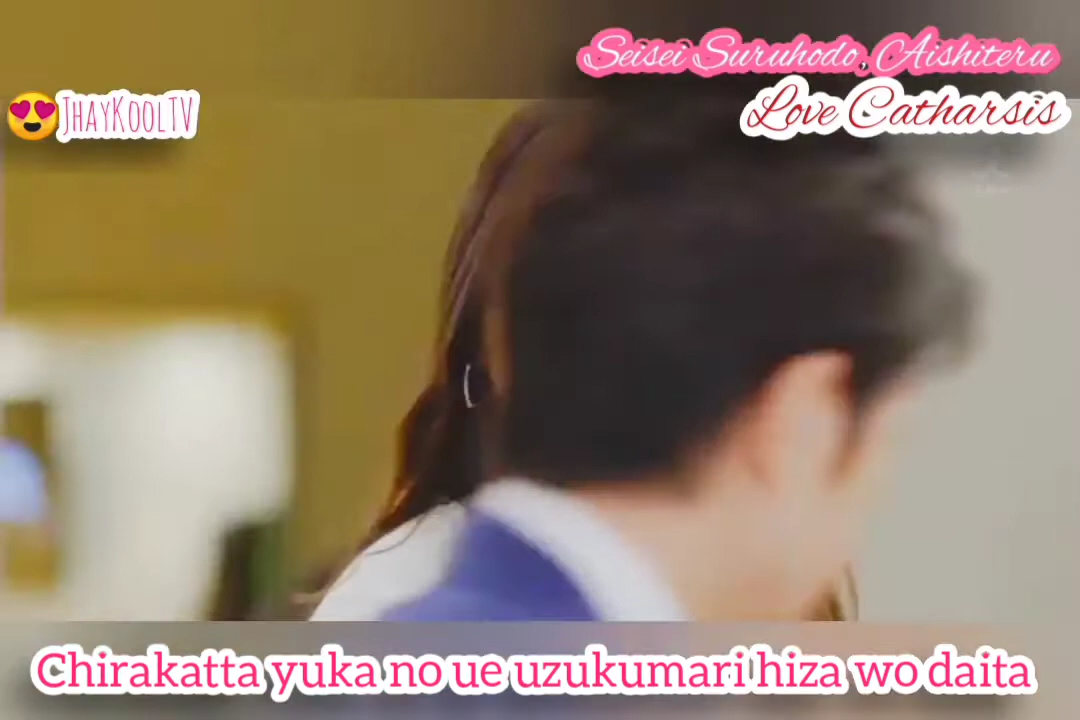 Seisei Suruhodo, Aishiteru
Love Catharsis
JHAYKOOLTV
Chirakatta yuka no ue uzukumari hiza wo daita